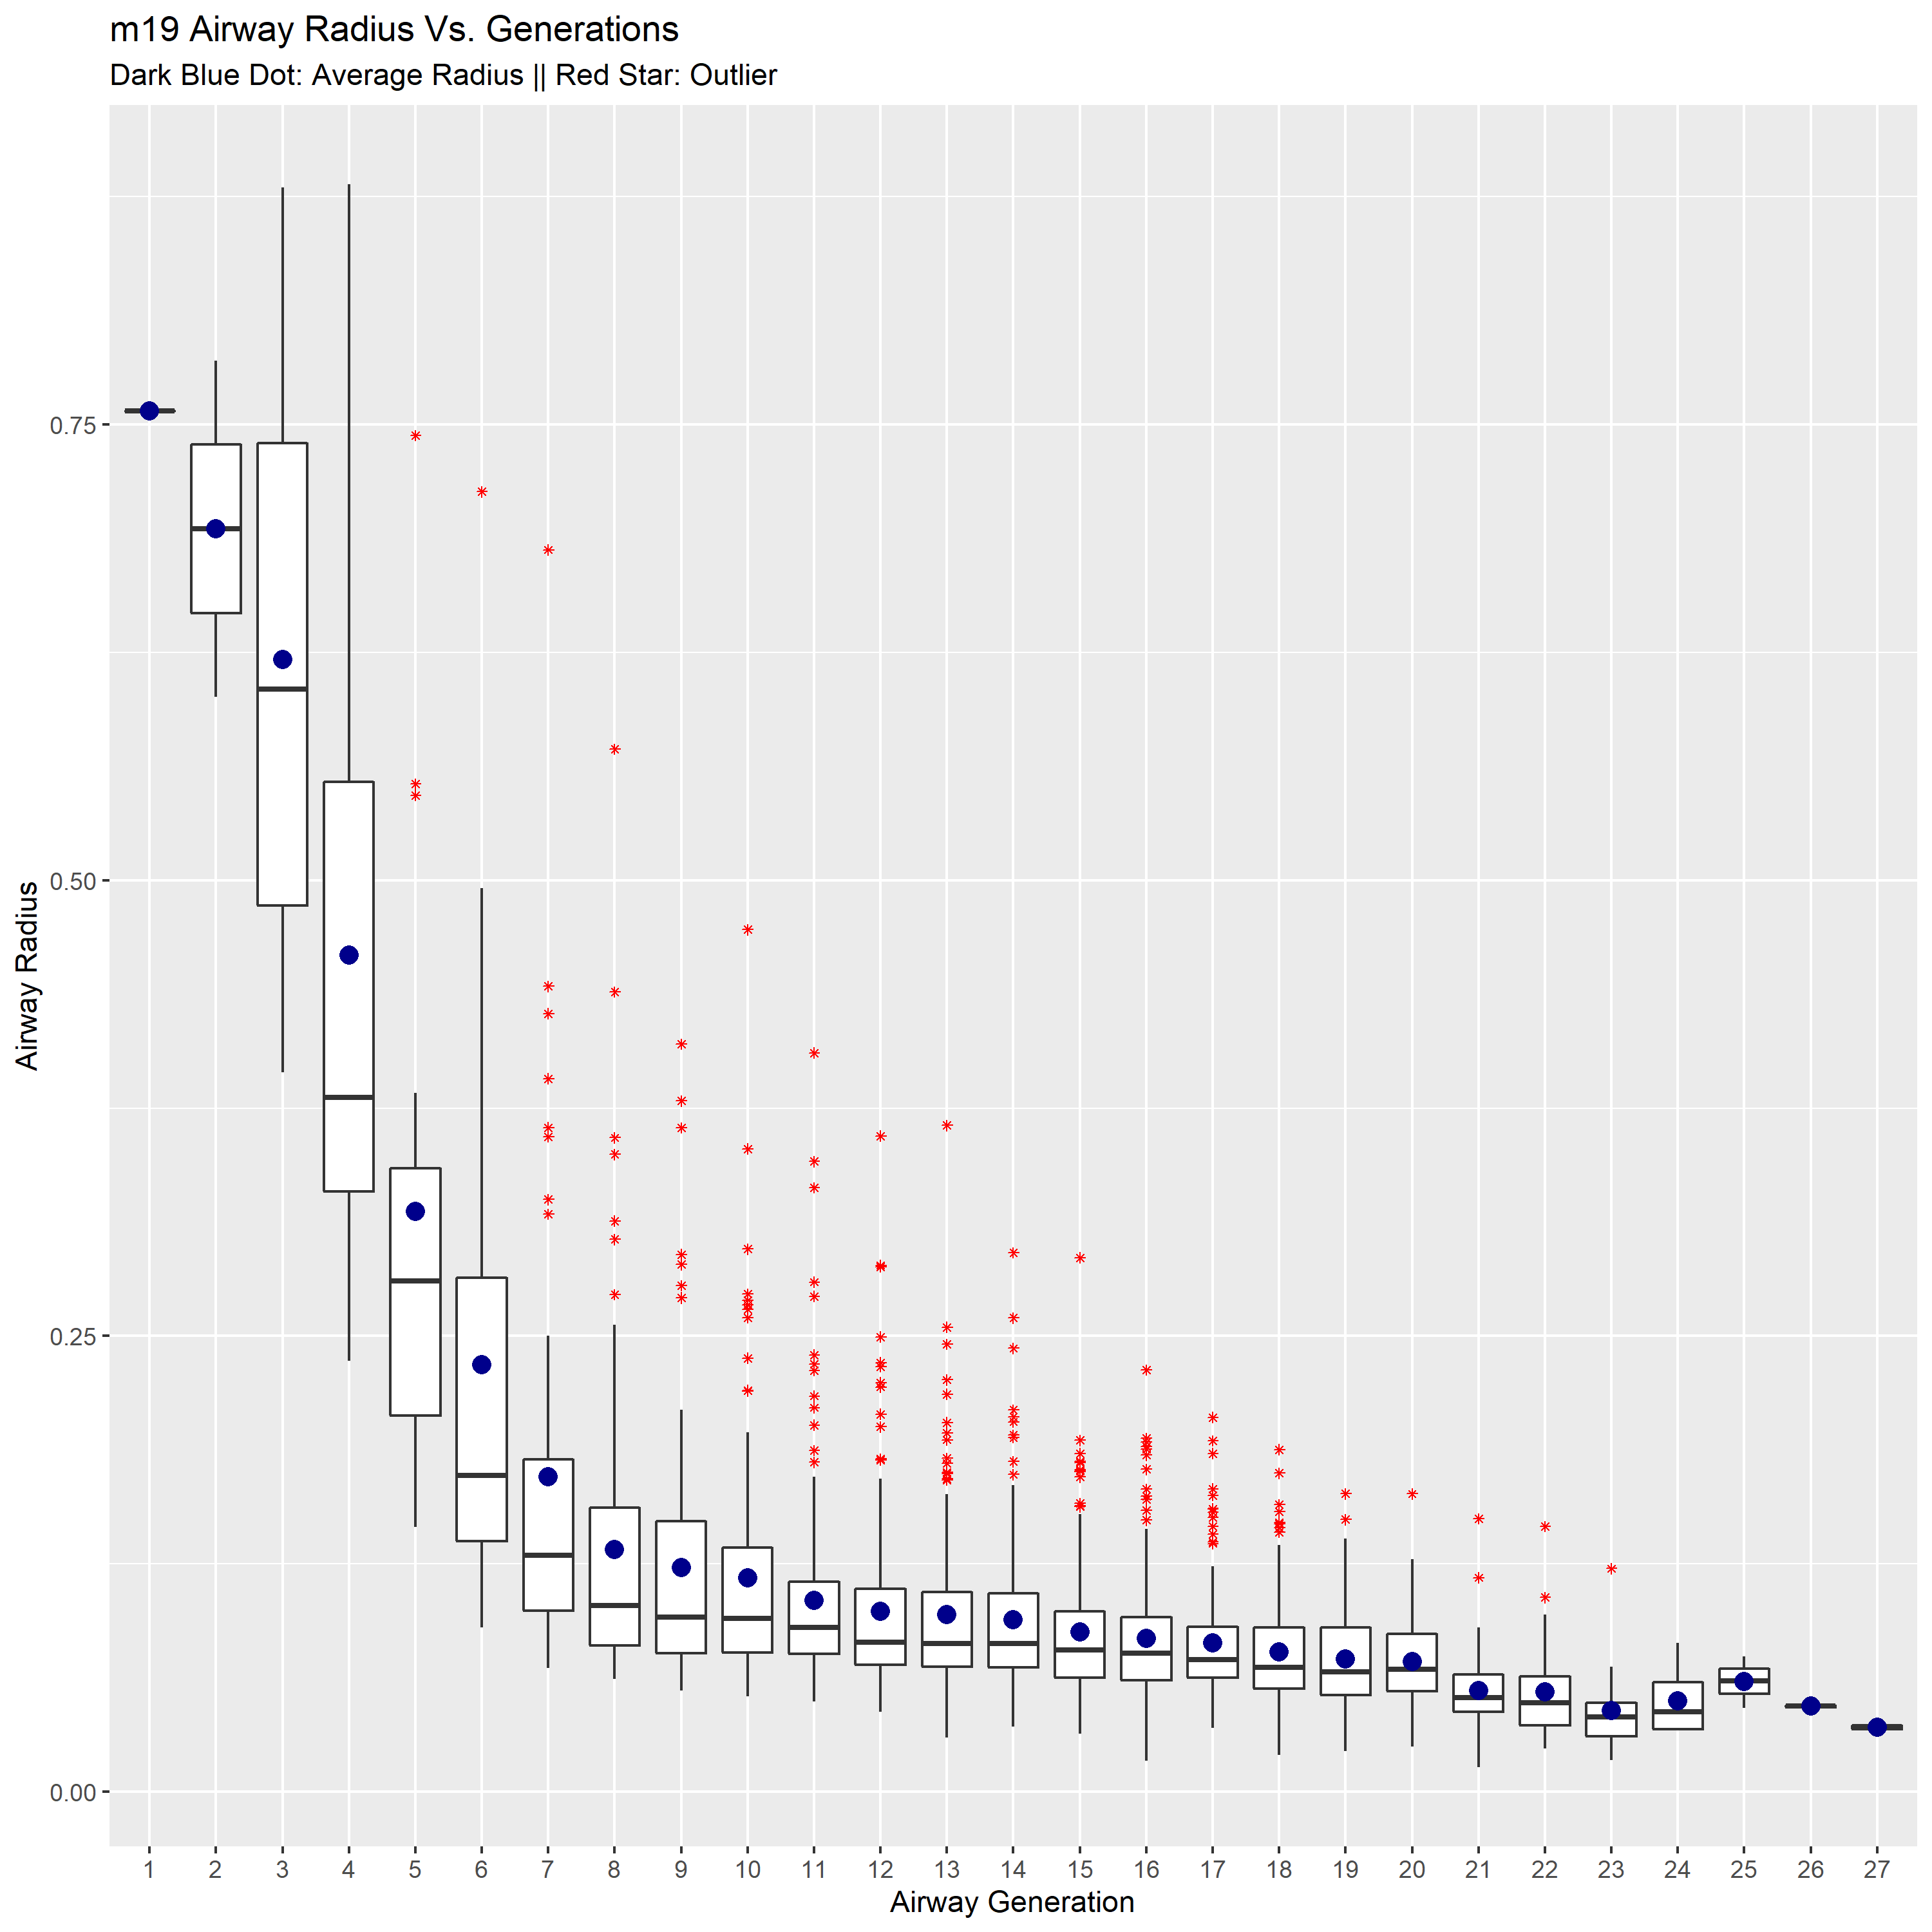 m19 Airway Radius Vs. Generations
Dark Blue Dot: Average Radius || Red Star: Outlier
Airway Radius
0.75
0.50
0.25
0.00
1 2 3 4 5 6 7 8 9 10 11 12 13 14 15 16 17 18 19 20 21 22 23 24 25 26 27
Airway Generation